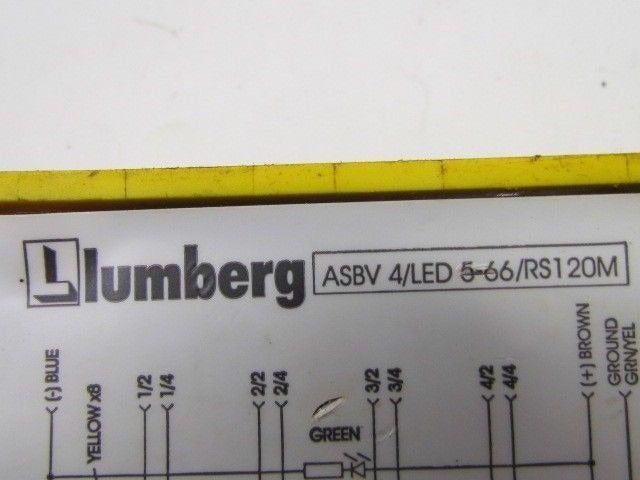 lumberg
ASBV 4/LED 5-66/RS120M
(-) BLUE
YELLOW x8
1/2
1/4
2/2
2/4
GREEN
3/2
3/4
4/2
4/4
(+) BROWN
GROUND
GRN/YEL